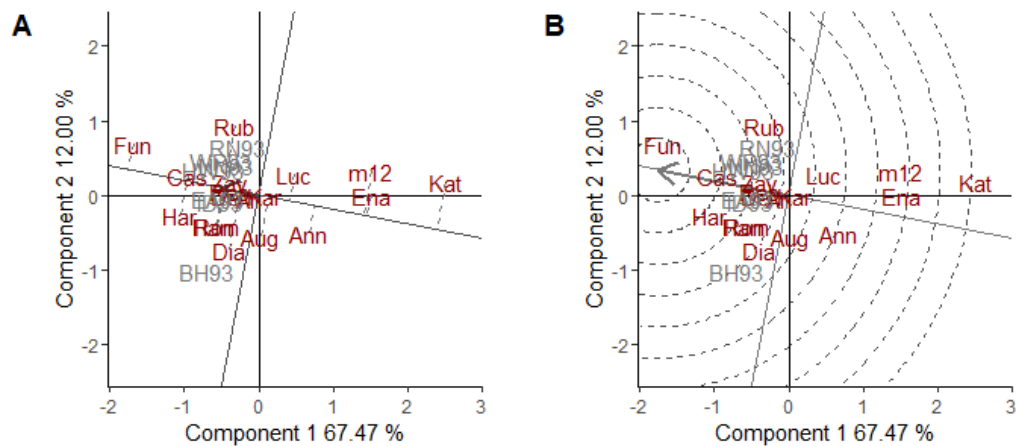 A
Component 2 12.00 %
2
1
0
-1
-2
Rub
RN93
Fun
Cas
Luc
m12
Kat
Kar
Ena
Har
Aug
Ann
Dia
BH93
-2 -1 0 1 2 3
Component 1 67.47 %
B
Component 2 12.00 %
2
1
0
-1
-2
Rub
RN93
Fun
Cas
Luc
m12
Kat
Kar
Ena
Har
Aug
Ann
Dia
BH93
-2 -1 0 1 2 3
Component 1 67.47 %